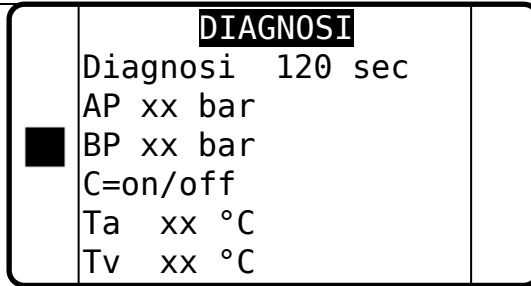 DIAGNOSI
Diagnosi  120 sec
AP xx bar
BP xx bar
C=on/off
Ta  xx °C
Tv  xx °C